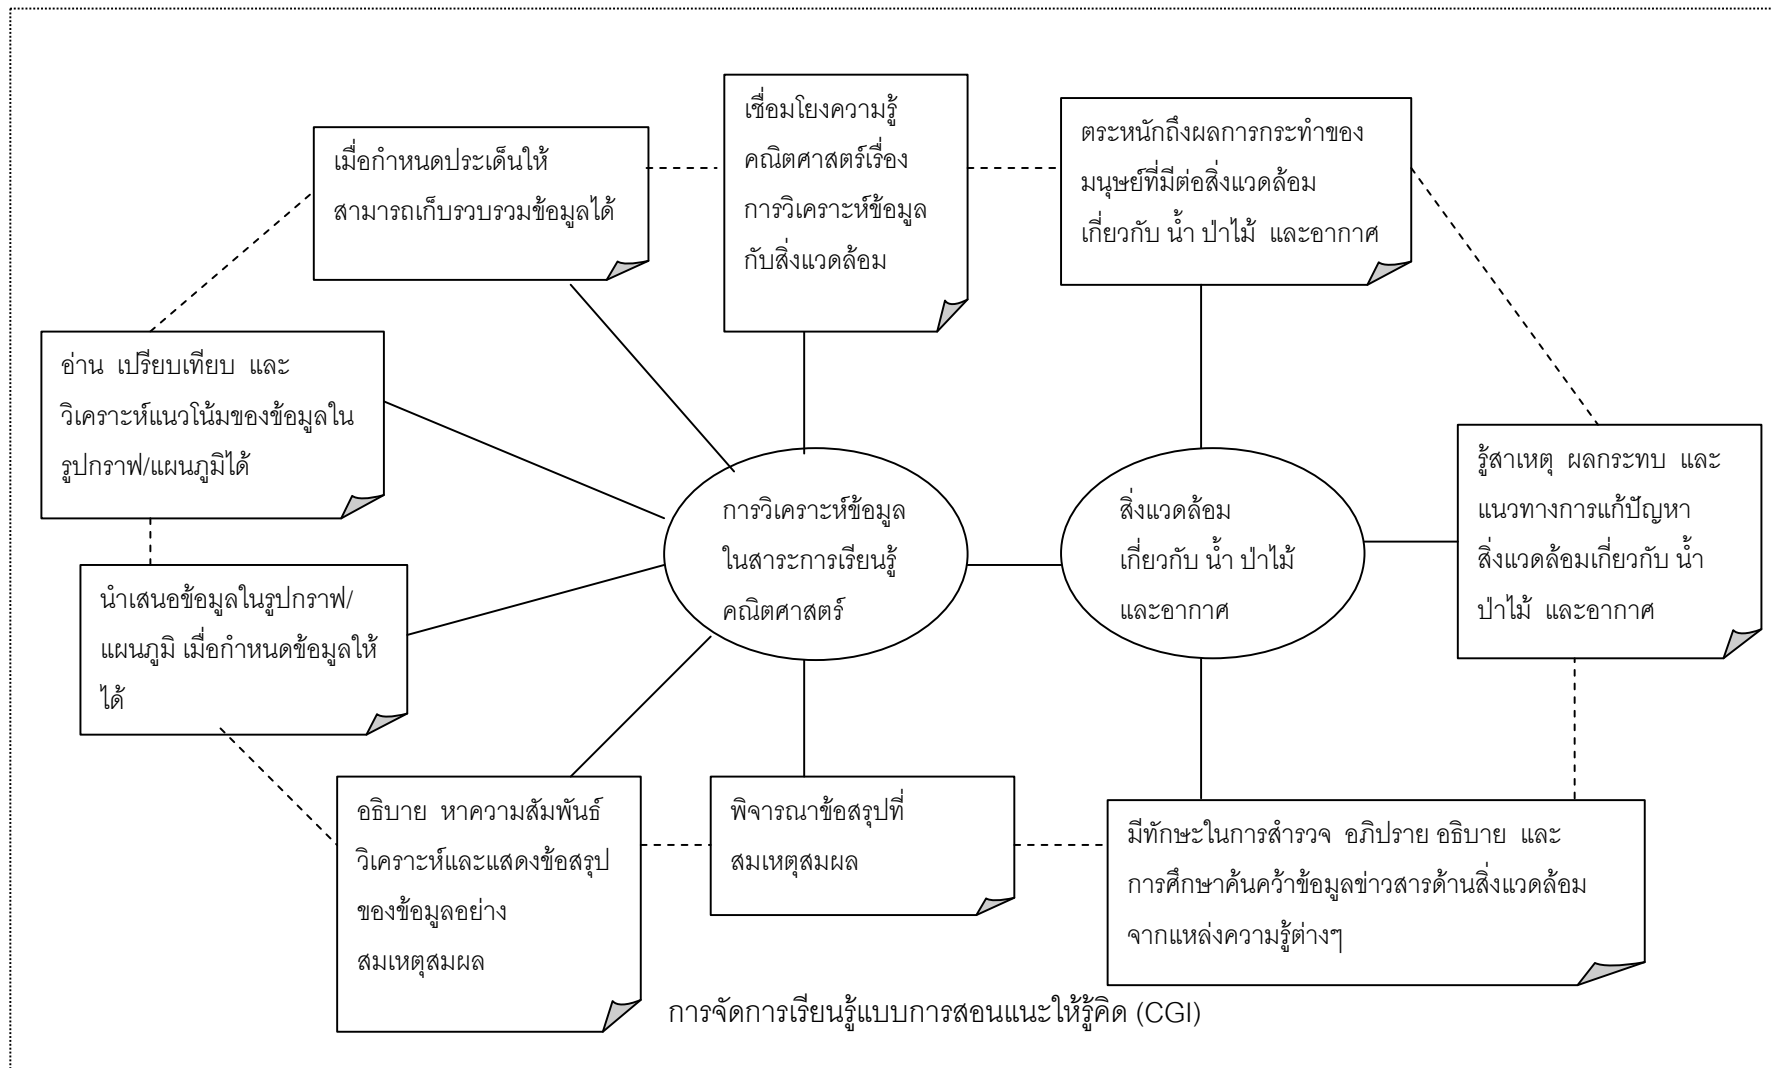 เชื่อมโยงความรู้
คณิตศาสตร์เรื่อง
การวิเคราะห์ข้อมูล
กับสิ่งแวดล้อม
ตระหนักถึงผลการกระทำของ
มนุษย์ที่มีต่อสิ่งแวดล้อม
เกี่ยวกับ น้ำ ป่าไม้ และอากาศ
เมื่อกำหนดประเด็นให้
สามารถเก็บรวบรวมข้อมูลได้
อ่าน เปรียบเทียบ และ
วิเคราะห์แนวโน้มของข้อมูลใน
รูปกราฟ/แผนภูมิได้
รู้สาเหตุ ผลกระทบ และ
แนวทางการแก้ปัญหา
สิ่งแวดล้อมเกี่ยวกับ น้ำ
ป่าไม้ และอากาศ
การวิเคราะห์ข้อมูล
ในสาระการเรียนรู้
คณิตศาสตร์
สิ่งแวดล้อม
เกี่ยวกับ น้ำ ป่าไม้
และอากาศ
นำเสนอข้อมูลในรูปกราฟ/
แผนภูมิ เมื่อกำหนดข้อมูลให้
ได้
อธิบาย หาความสัมพันธ์
วิเคราะห์และแสดงข้อสรุป
ของข้อมูลอย่าง
สมเหตุสมผล
พิจารณาข้อสรุปที่
สมเหตุสมผล
มีทักษะในการสำรวจ อภิปราย อธิบาย และ
การศึกษาค้นคว้าข้อมูลข่าวสารด้านสิ่งแวดล้อม
จากแหล่งความรู้ต่างๆ
การจัดการเรียนรู้แบบการสอนแนะให้รู้คิด (CGI)